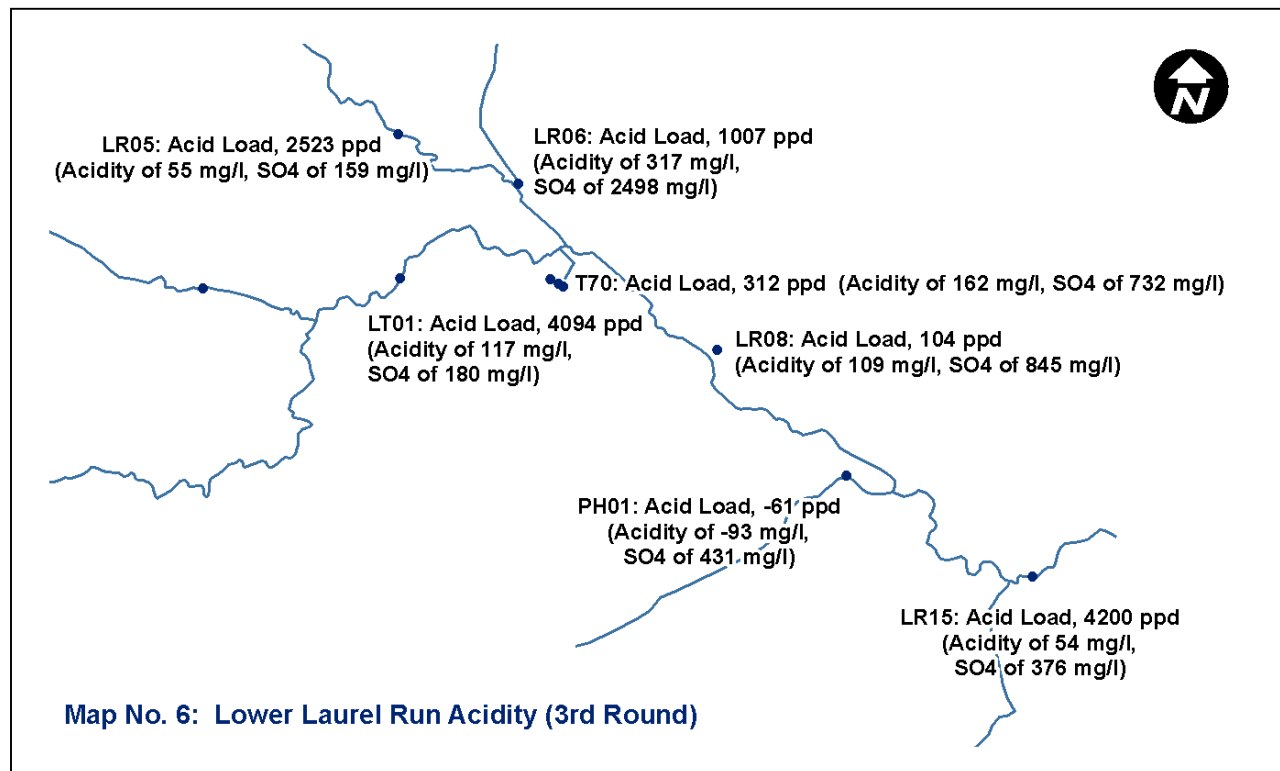 N
LR05: Acid Load, 2523 ppd
(Acidity of 55 mg/l, SO4 of 159 mg/l)
LR06: Acid Load, 1007 ppd
(Acidity of 317 mg/l,
SO4 of 2498 mg/l)
T70: Acid Load, 312 ppd (Acidity of 162 mg/l, SO4 of 732 mg/l)
LT01: Acid Load, 4094 ppd
(Acidity of 117 mg/l,
SO4 of 180 mg/l)
LR08: Acid Load, 104 ppd
(Acidity of 109 mg/l, SO4 of 845 mg/l)
PH01: Acid Load, -61 ppd
(Acidity of -93 mg/l,
SO4 of 431 mg/l)
LR15: Acid Load, 4200 ppd
(Acidity of 54 mg/l,
SO4 of 376 mg/l)
Map No. 6: Lower Laurel Run Acidity (3rd Round)